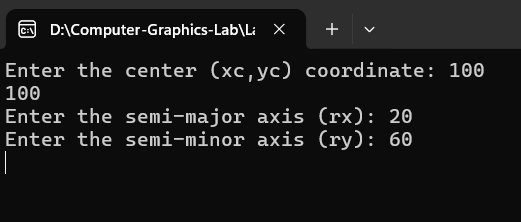 D:\Computer-Graphics-Lab\La
Enter the center (xc,yc) coordinate: 100
100
Enter the semi-major axis (rx): 20
Enter the semi-minor axis (ry): 60